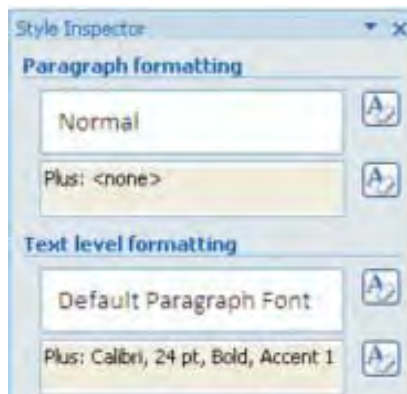 Style Inspector
Paragraph formatting
Normal
Plus: <none>
Text level formatting
Default Paragraph Font
Plus: Calibri, 24 pt, Bold, Accent 1